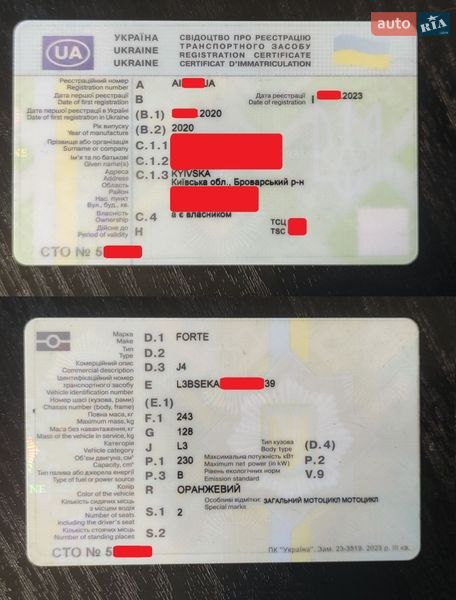 auto RIA.com
УКРАЇНА
UKRAINE
UKRAINE
СВІДОЦТВО ПРО РЕЄСТРАЦІЮ
ТРАНСПОРТНОГО ЗАСОБУ
REGISTRATION CERTIFICATE
CERTIFICAT D'IMMATRICULATION
UA
Реєстраційний номер
Registration number A AI UA
Дата першої реєстрації
Date of first registration B
Дата реєстрації
Date of registration I 2023
Дата першої реєстрації в Україні
Date of first registration in Ukraine (B.1) 2020
Рік випуску
Year of manufacture (B.2) 2020
Прізвище або організація
Surname or company C.1.1
Ім'я та по батькові
Given name(s) C.1.2
Адреса
Address C.1.3 KYIVSKA
Область Київська обл., Броварський р-н
Район
Нас. пункт
Вул., буд., кв.
Власність
Ownership C.4 а є власником
Дійсне до
Period of validity H
ТСЦ
TSC
СТО № 5
Марка
Make D.1 FORTE
Тип
Type D.2
Комерційний опис
Commercial description D.3 J4
Ідентифікаційний номер
транспортного засобу
Vehicle identification number E L3BSEKA 39
Номер шасі (кузова, рами)
Chassis number (body, frame) (E.1)
Повна маса, кг
Maximum mass, kg F.1 243
Маса без навантаження, кг
Mass of the vehicle in service, kg G 128
Категорія
Vehicle category J L3
Тип кузова
Body type (D.4)
Об'єм двигуна, см³
Capacity, cm³ P.1 230
Максимальна потужність кВт
Maximum net power (in kW) P.2
Тип палива або джерела енергії
Type of fuel or power source P.3 B
Рівень екологічних норм
Emission standard V.9
Колір
Color of the vehicle R ОРАНЖЕВИЙ
Кількість сидячих місць
з місцем водія
Number of seats
including the driver's seat S.1 2
Особливі відмітки: ЗАГАЛЬНИЙ МОТОЦИКЛ МОТОЦИКЛ
Special marks
Кількість стоячих місць
Number of standing places S.2
СТО № 5
ПК "Україна". Зам. 23-3519. 2023 р. III кв.